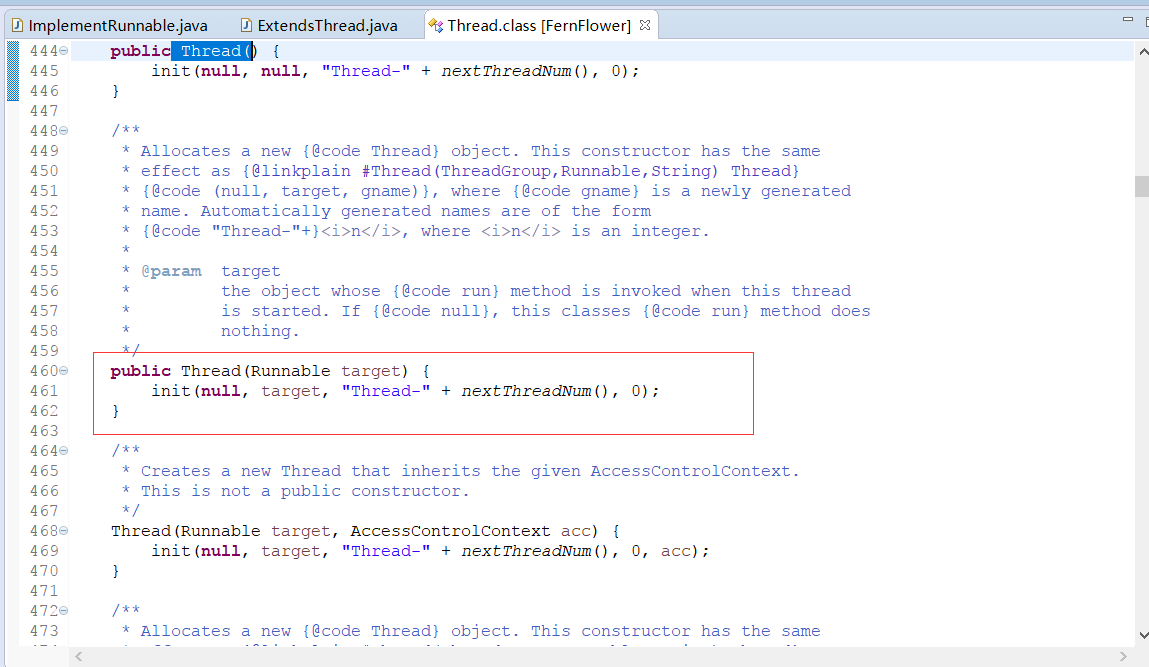 ImplementRunnable.java ExtendsThread.java Thread.class [FernFlower]
444 public Thread() {
445 init(null, null, "Thread-" + nextThreadNum(), 0);
446 }
447
448 /**
449 * Allocates a new {@code Thread} object. This constructor has the same
450 * effect as {@linkplain #Thread(ThreadGroup,Runnable,String) Thread}
451 * {@code (null, target, gname)}, where {@code gname} is a newly generated
452 * name. Automatically generated names are of the form
453 * {@code "Thread-"+}<i>n</i>, where <i>n</i> is an integer.
454 *
455 * @param target
456 * the object whose {@code run} method is invoked when this thread
457 * is started. If {@code null}, this classes {@code run} method does
458 * nothing.
459 */
460 public Thread(Runnable target) {
461 init(null, target, "Thread-" + nextThreadNum(), 0);
462 }
463
464 /**
465 * Creates a new Thread that inherits the given AccessControlContext.
466 * This is not a public constructor.
467 */
468 Thread(Runnable target, AccessControlContext acc) {
469 init(null, target, "Thread-" + nextThreadNum(), 0, acc);
470 }
471
472 /**
473 * Allocates a new {@code Thread} object. This constructor has the same